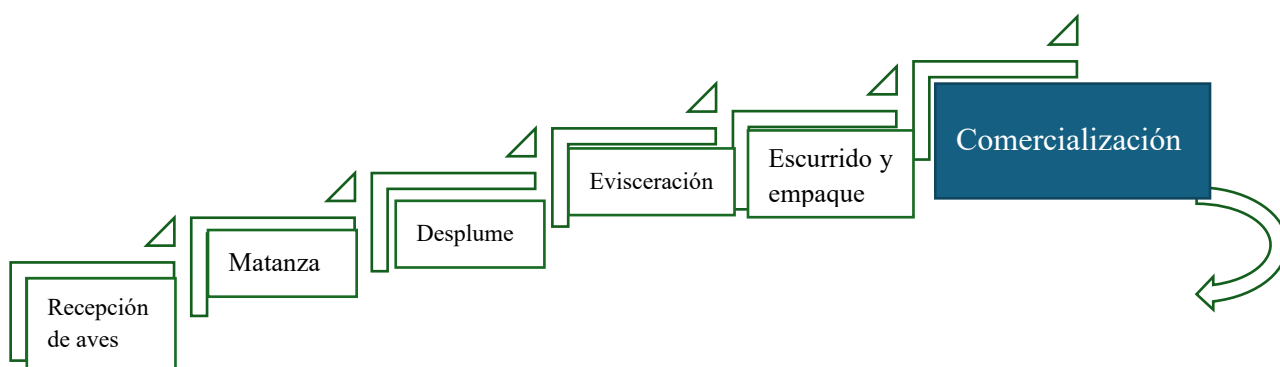 Recepción
de aves
Matanza
Desplume
Evisceración
Escurrido y
empaque
Comercialización